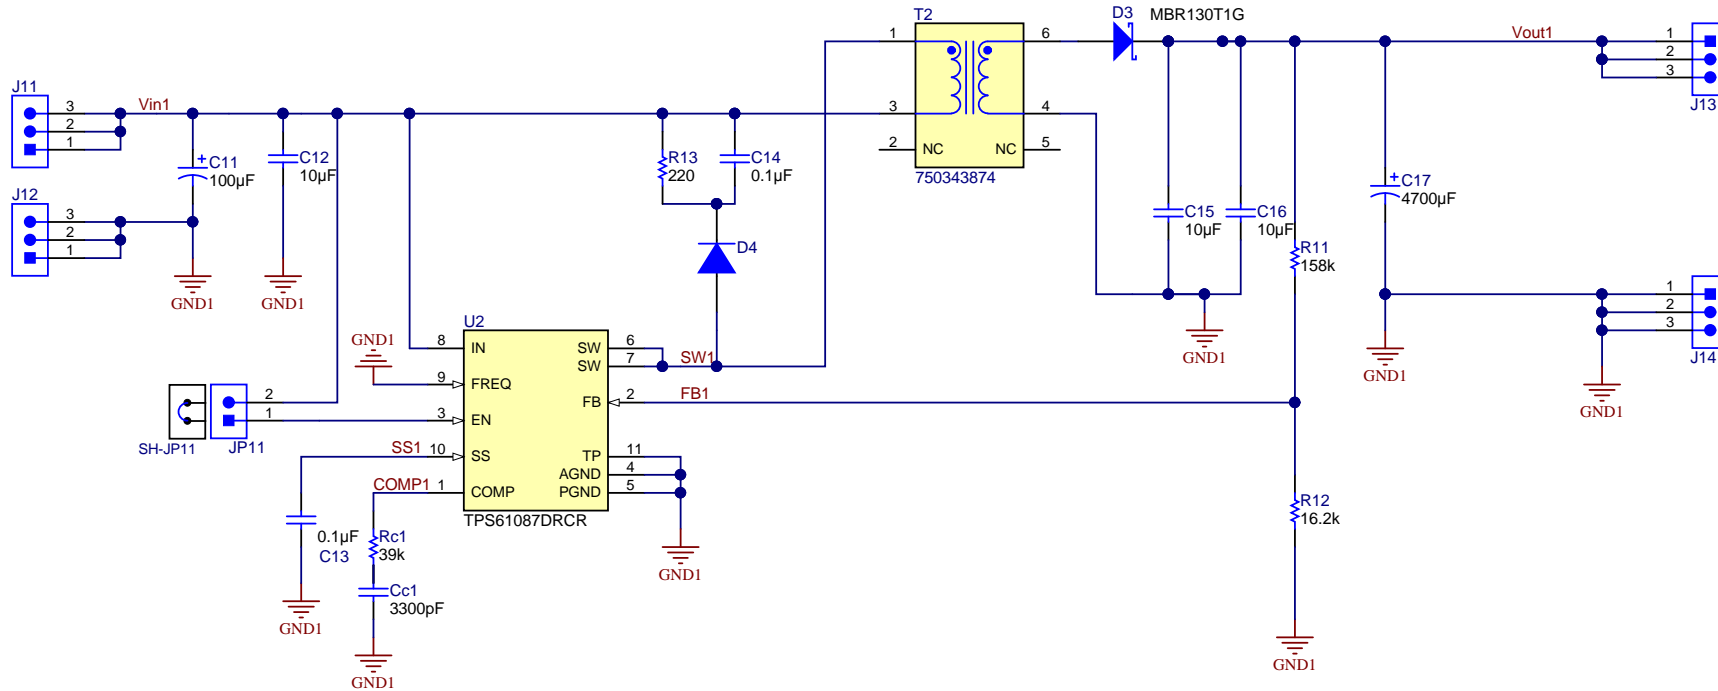 T2
D3 MBR130T1G
1
6
Vout1
1
2
3
J13
J11
3
2
1
Vin1
3
4
2
NC
NC
5
750343874
+
C11
100µF
C12
10µF
R13
220
C14
0.1µF
+
C17
4700µF
J12
3
2
1
C15
10µF
C16
10µF
R11
158k
D4
GND1
GND1
GND1
GND1
GND1
1
2
3
J14
GND1
U2
8
IN
SW
6
SW
7
SW1
9
FREQ
FB
2
FB1
2
1
3
EN
SH-JP11
JP11
SS1
10
SS
TP
11
AGND
4
COMP1
1
COMP
PGND
5
TPS61087DRCR
R12
16.2k
0.1µF
C13
Rc1
39k
Cc1
3300pF
GND1
GND1
GND1
GND1